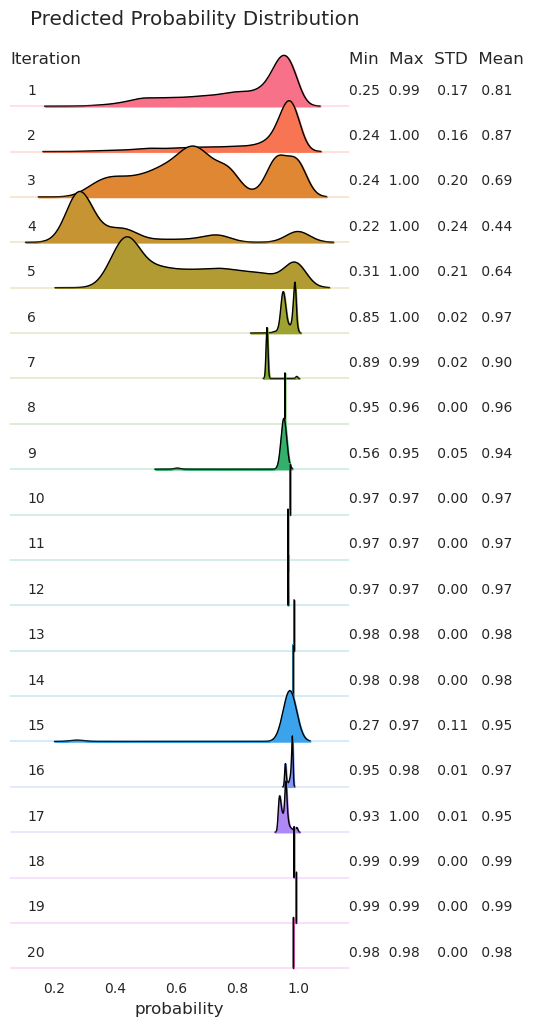 Predicted Probability Distribution
Iteration Min Max STD Mean
1 0.25 0.99 0.17 0.81
2 0.24 1.00 0.16 0.87
3 0.24 1.00 0.20 0.69
4 0.22 1.00 0.24 0.44
5 0.31 1.00 0.21 0.64
6 0.85 1.00 0.02 0.97
7 0.89 0.99 0.02 0.90
8 0.95 0.96 0.00 0.96
9 0.56 0.95 0.05 0.94
10 0.97 0.97 0.00 0.97
11 0.97 0.97 0.00 0.97
12 0.97 0.97 0.00 0.97
13 0.98 0.98 0.00 0.98
14 0.98 0.98 0.00 0.98
15 0.27 0.97 0.11 0.95
16 0.95 0.98 0.01 0.97
17 0.93 1.00 0.01 0.95
18 0.99 0.99 0.00 0.99
19 0.99 0.99 0.00 0.99
20 0.98 0.98 0.00 0.98
0.2 0.4 0.6 0.8 1.0
probability